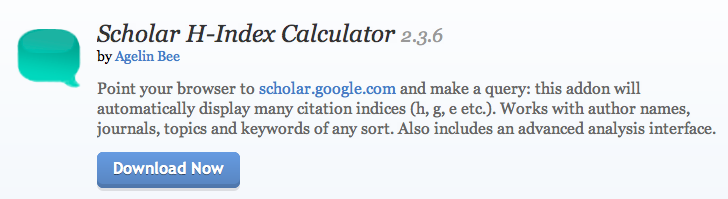 Scholar H-Index Calculator 2.3.6
by Agelin Bee
Point your browser to scholar.google.com and make a query: this addon will
automatically display many citation indices (h, g, e etc.). Works with author names,
journals, topics and keywords of any sort. Also includes an advanced analysis interface.
Download Now